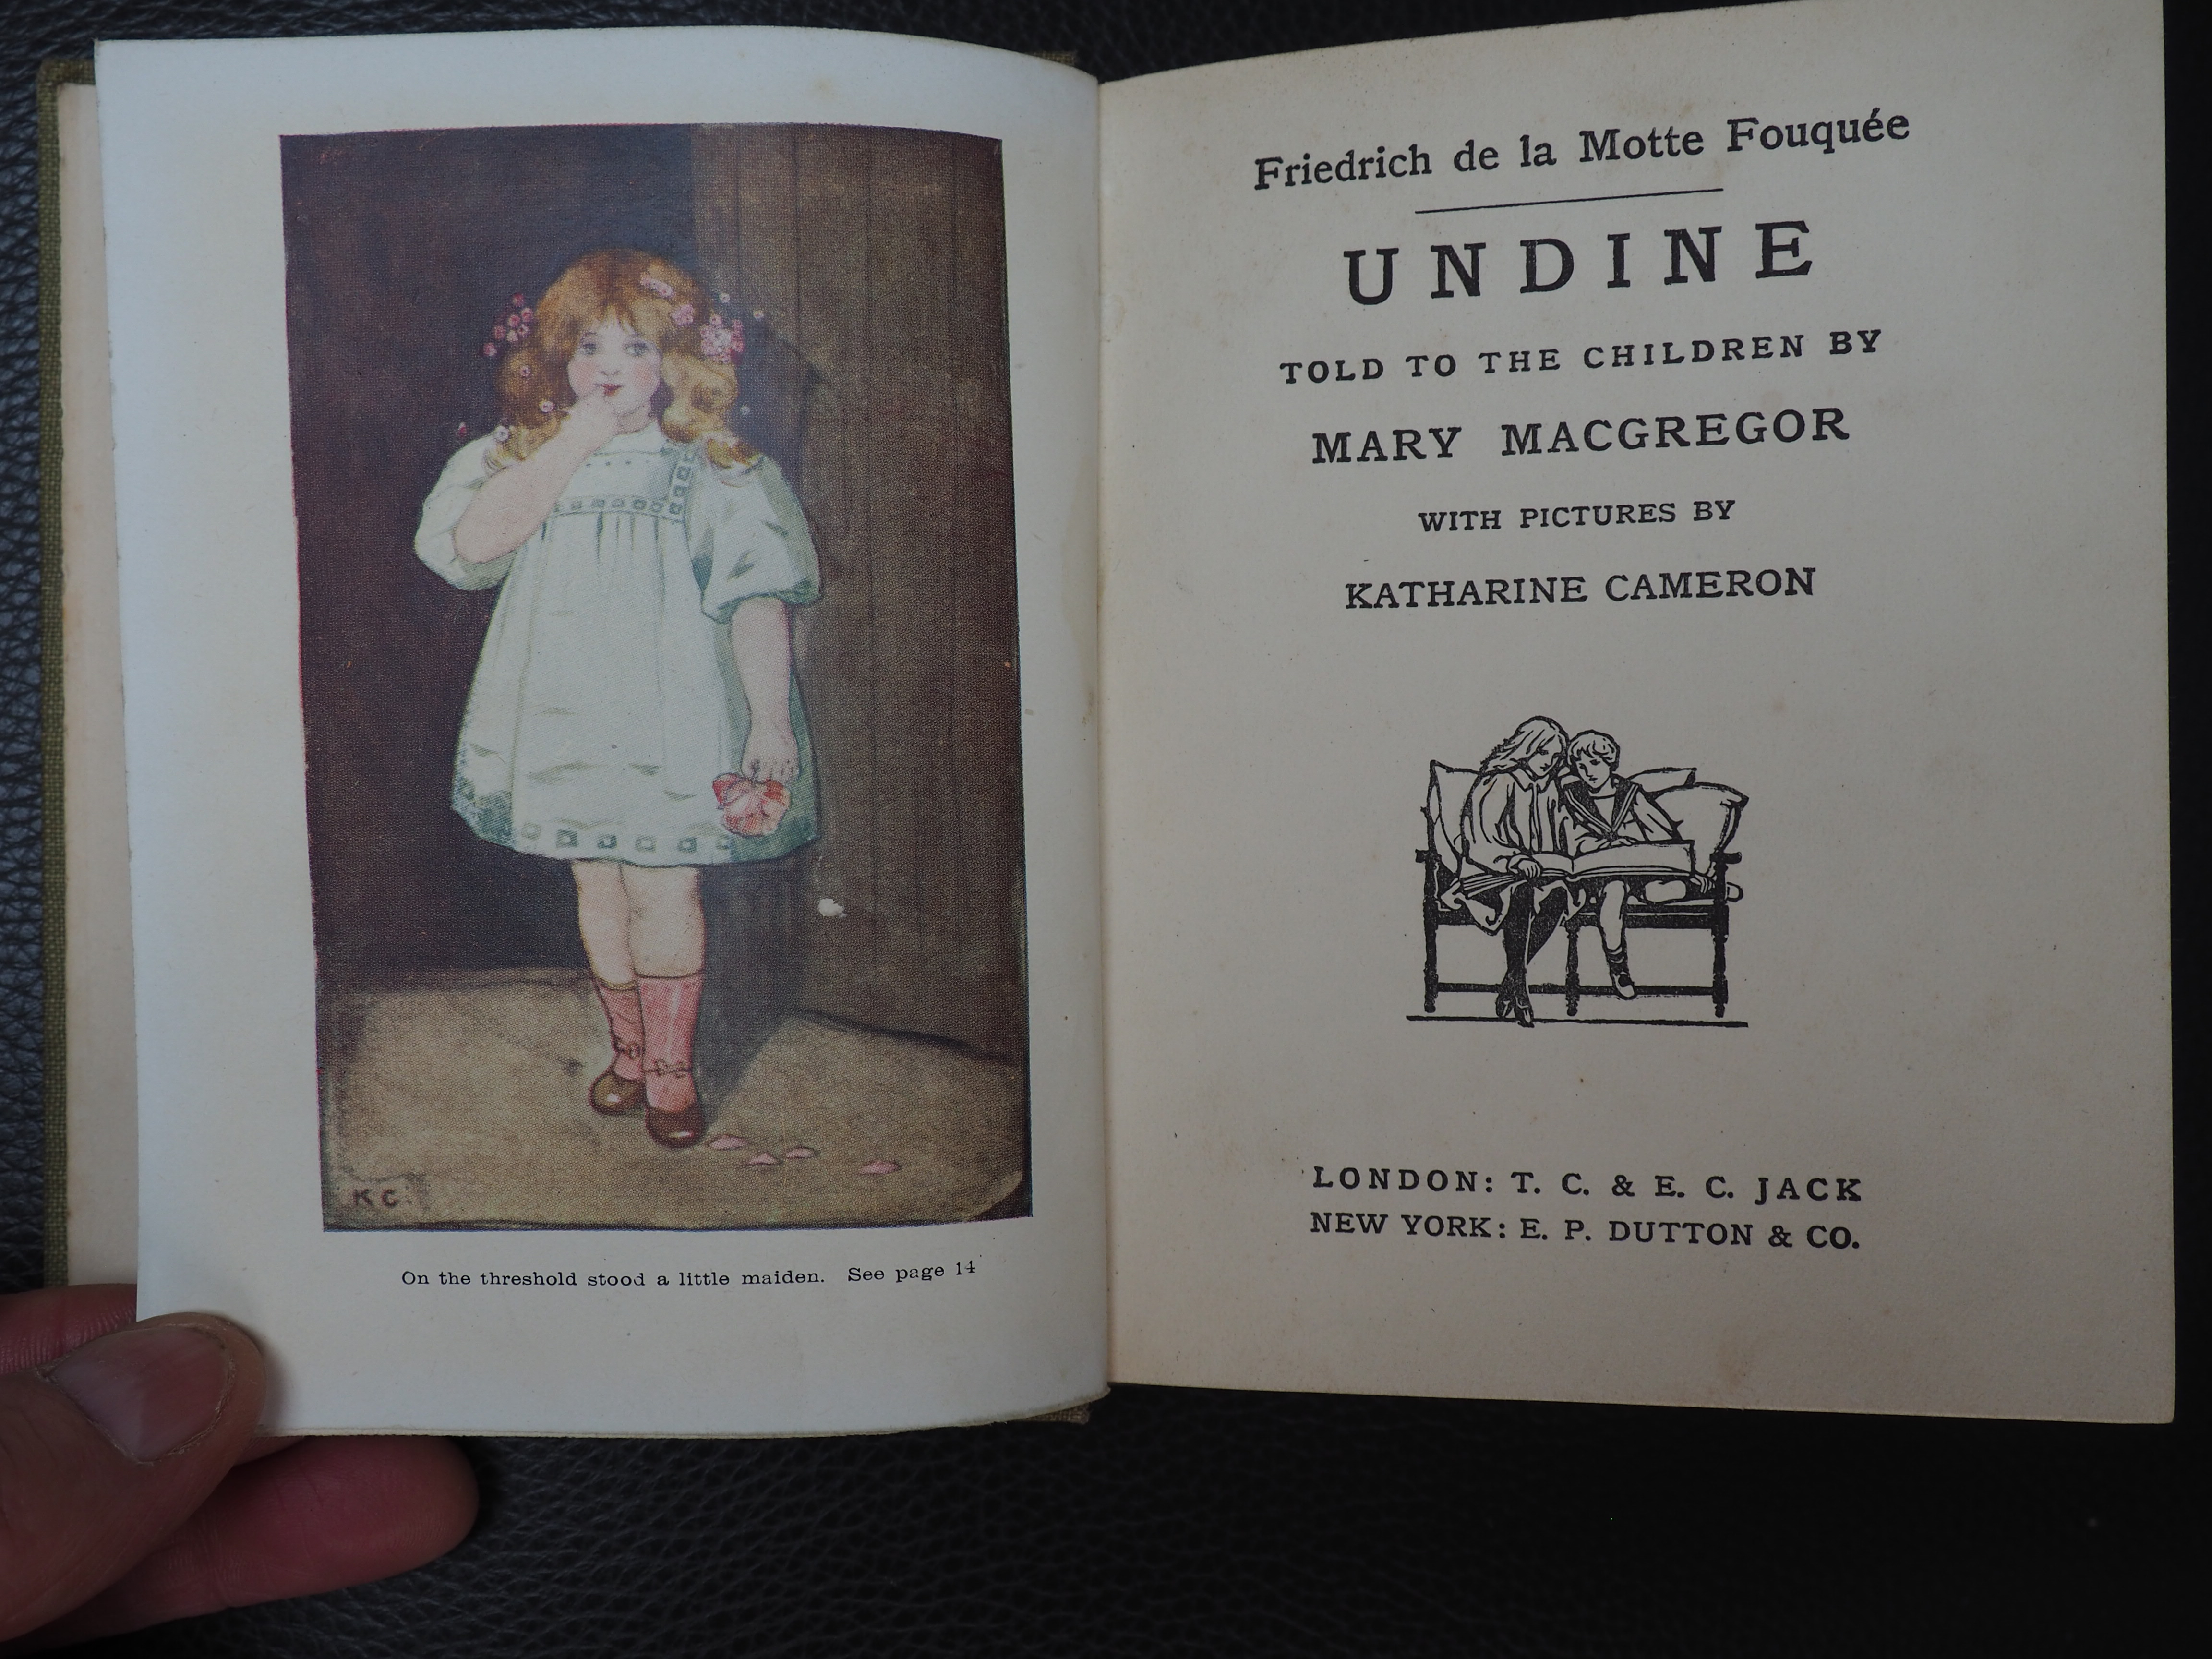 K C.
On the threshold stood a little maiden. See page 14
Friedrich de la Motte Fouquée
UNDINE
TOLD TO THE CHILDREN BY
MARY MACGREGOR
WITH PICTURES BY
KATHARINE CAMERON
LONDON: T. C. & E. C. JACK
NEW YORK: E. P. DUTTON & CO.